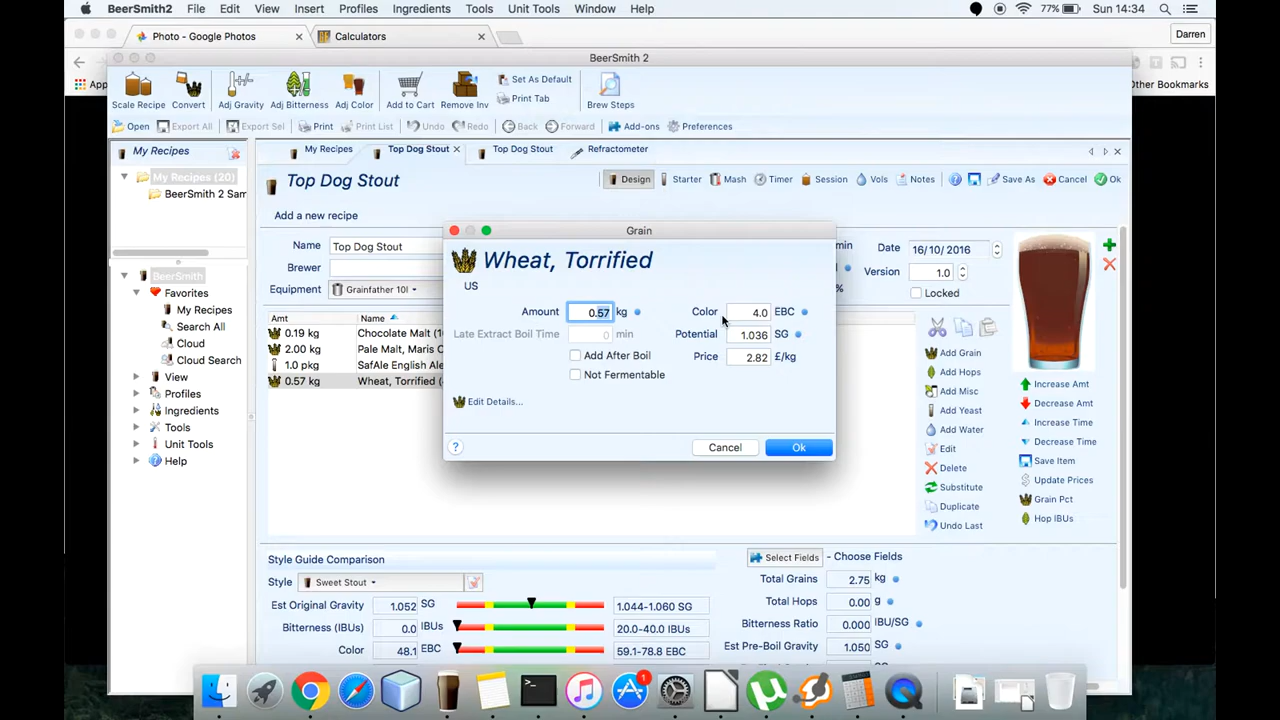 BeerSmith2 File Edit View Insert Profiles Ingredients Tools Unit Tools Window Help 77% Sun 14:34
Photo - Google Photos Calculators Darren
App Other Bookmarks
BeerSmith 2
Scale Recipe Convert Adj Gravity Adj Bitterness Adj Color Add to Cart Remove Inv Set As Default Print Tab Brew Steps
Open Export All Export Sel Print Print List Undo Redo Back Forward Add-ons Preferences
My Recipes My Recipes Top Dog Stout Top Dog Stout Refractometer
My Recipes (20)
BeerSmith 2 Sam
Top Dog Stout Design Starter Mash Timer Session Vols Notes Save As Cancel Ok
Add a new recipe
Name Top Dog Stout min Date 16/10/ 2016
Brewer Version 1.0
Equipment Grainfather 10l % Locked
BeerSmith
Favorites
My Recipes
Search All
Cloud
Cloud Search
View
Profiles
Ingredients
Tools
Unit Tools
Help
Amt Name
0.19 kg Chocolate Malt (1
2.00 kg Pale Malt, Maris C
1.0 pkg SafAle English Ale
0.57 kg Wheat, Torrified (
Grain
Wheat, Torrified
US
Amount 0.57 kg Color 4.0 EBC
Late Extract Boil Time 0 min Potential 1.036 SG
Add After Boil Price 2.82 £/kg
Not Fermentable
Edit Details...
? Cancel Ok
Add Grain
Add Hops
Add Misc
Add Yeast
Add Water
Edit
Delete
Substitute
Duplicate
Undo Last
Increase Amt
Decrease Amt
Increase Time
Decrease Time
Save Item
Update Prices
Grain Pct
Hop IBUs
Style Guide Comparison
Style Sweet Stout
Est Original Gravity 1.052 SG 1.044-1.060 SG
Bitterness (IBUs) 0.0 IBUs 20.0-40.0 IBUs
Color 48.1 EBC 59.1-78.8 EBC
Select Fields - Choose Fields
Total Grains 2.75 kg
Total Hops 0.00 g
Bitterness Ratio 0.000 IBU/SG
Est Pre-Boil Gravity 1.050 SG
1